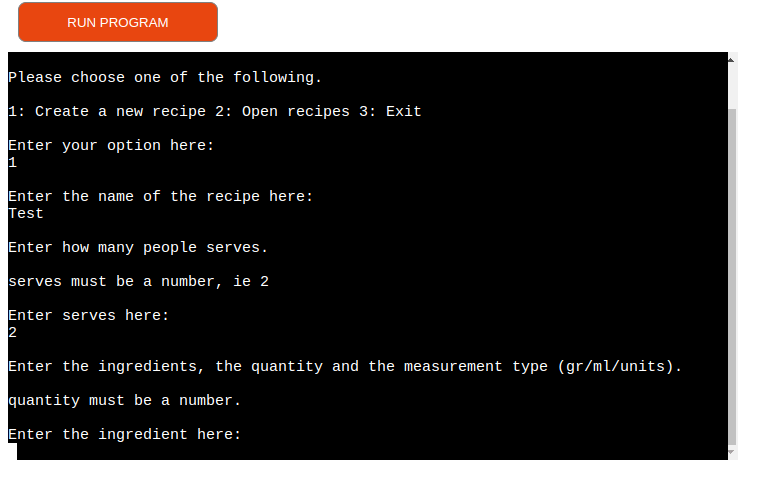 RUN PROGRAM
Please choose one of the following.
1: Create a new recipe 2: Open recipes 3: Exit
Enter your option here:
1
Enter the name of the recipe here:
Test
Enter how many people serves.
serves must be a number, ie 2
Enter serves here:
2
Enter the ingredients, the quantity and the measurement type (gr/ml/units).
quantity must be a number.
Enter the ingredient here: